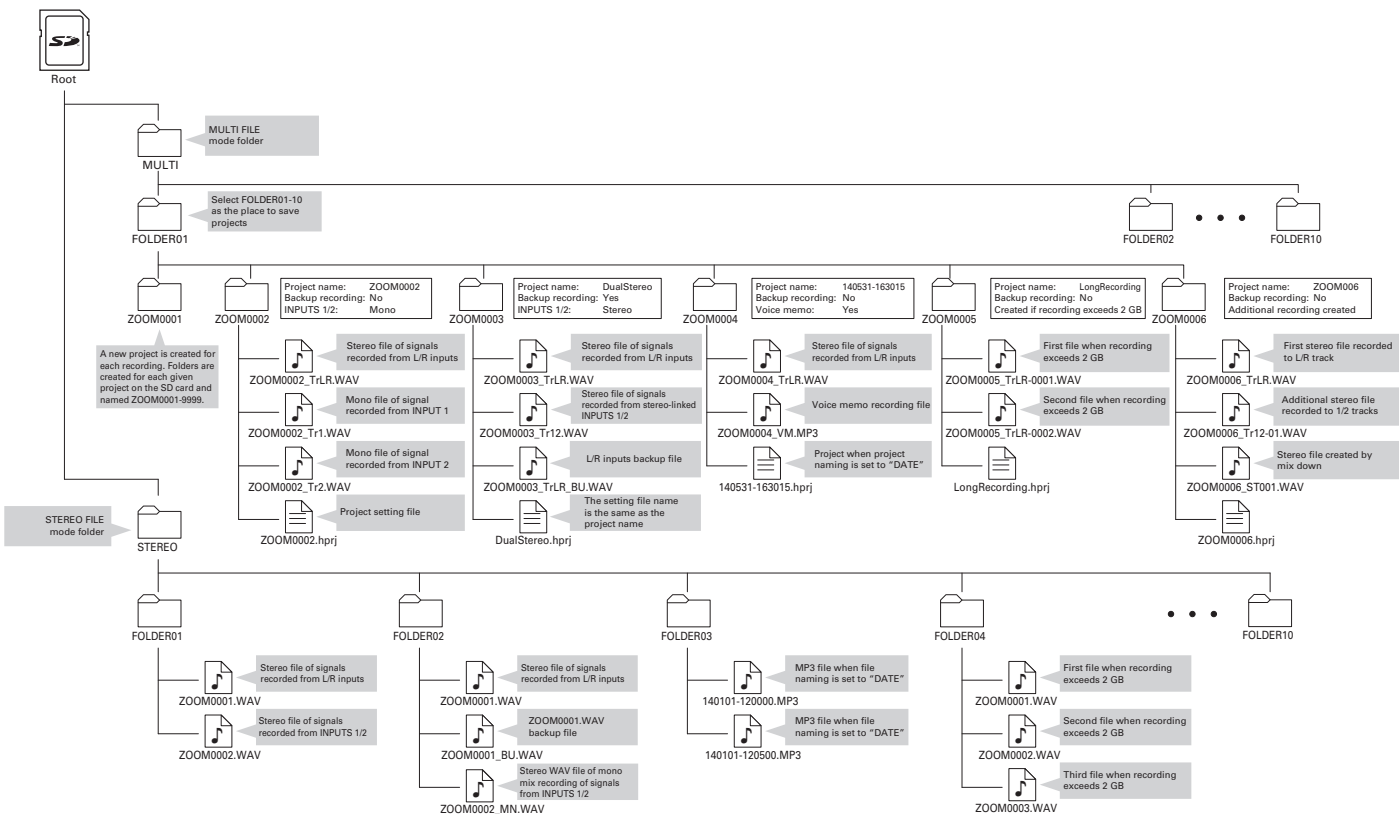 SD
Root
MULTI FILE
mode folder
MULTI
Select FOLDER01-10
as the place to save
projects
FOLDER01
FOLDER02
FOLDER10
ZOOM0001
A new project is created for
each recording. Folders are
created for each given
project on the SD card and
named ZOOM0001-9999.
ZOOM0002
Project name: ZOOM0002
Backup recording: No
INPUTS 1/2: Mono
Stereo file of signals
recorded from L/R inputs
ZOOM0002_TrLR.WAV
Mono file of signal
recorded from INPUT 1
ZOOM0002_Tr1.WAV
Mono file of signal
recorded from INPUT 2
ZOOM0002_Tr2.WAV
Project setting file
ZOOM0002.hprj
ZOOM0003
Project name: DualStereo
Backup recording: Yes
INPUTS 1/2: Stereo
Stereo file of signals
recorded from L/R inputs
ZOOM0003_TrLR.WAV
Stereo file of signals
recorded from stereo-linked
INPUTS 1/2
ZOOM0003_Tr12.WAV
L/R inputs backup file
ZOOM0003_TrLR_BU.WAV
The setting file name
is the same as the
project name
DualStereo.hprj
ZOOM0004
Project name: 140531-163015
Backup recording: No
Voice memo: Yes
Stereo file of signals
recorded from L/R inputs
ZOOM0004_TrLR.WAV
Voice memo recording file
ZOOM0004_VM.MP3
Project when project
naming is set to “DATE”
140531-163015.hprj
ZOOM0005
Project name: LongRecording
Backup recording: No
Created if recording exceeds 2 GB
First file when recording
exceeds 2 GB
ZOOM0005_TrLR-0001.WAV
Second file when recording
exceeds 2 GB
ZOOM0005_TrLR-0002.WAV
LongRecording.hprj
ZOOM0006
Project name: ZOOM006
Backup recording: No
Additional recording created
First stereo file recorded
to L/R track
ZOOM0006_TrLR.WAV
Additional stereo file
recorded to 1/2 tracks
ZOOM0006_Tr12-01.WAV
Stereo file created by
mix down
ZOOM0006_ST001.WAV
ZOOM0006.hprj
STEREO FILE
mode folder
STEREO
FOLDER01
Stereo file of signals
recorded from L/R inputs
ZOOM0001.WAV
Stereo file of signals
recorded from INPUTS 1/2
ZOOM0002.WAV
FOLDER02
Stereo file of signals
recorded from L/R inputs
ZOOM0001.WAV
ZOOM0001.WAV
backup file
ZOOM0001_BU.WAV
Stereo WAV file of mono
mix recording of signals
from INPUTS 1/2
ZOOM0002_MN.WAV
FOLDER03
MP3 file when file
naming is set to “DATE”
140101-120000.MP3
MP3 file when file
naming is set to “DATE”
140101-120500.MP3
FOLDER04
First file when recording
exceeds 2 GB
ZOOM0001.WAV
Second file when recording
exceeds 2 GB
ZOOM0002.WAV
Third file when recording
exceeds 2 GB
ZOOM0003.WAV
FOLDER10